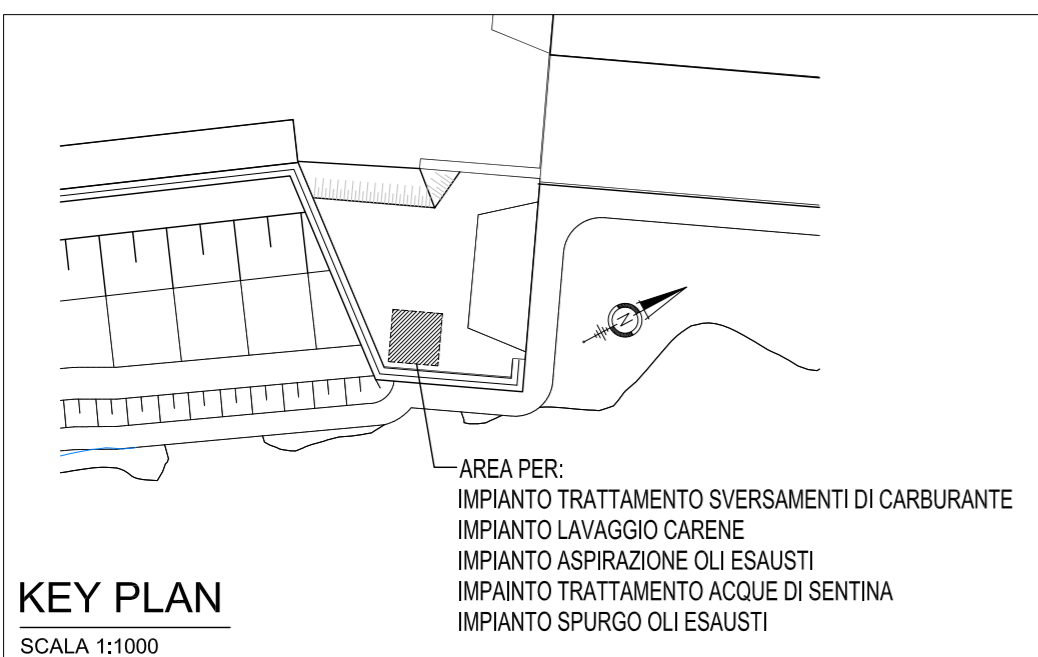 N
AREA PER:
IMPIANTO TRATTAMENTO SVERSAMENTI DI CARBURANTE
IMPIANTO LAVAGGIO CARENE
IMPIANTO ASPIRAZIONE OLI ESAUSTI
IMPAINTO TRATTAMENTO ACQUE DI SENTINA
IMPIANTO SPURGO OLI ESAUSTI
KEY PLAN
SCALA 1:1000